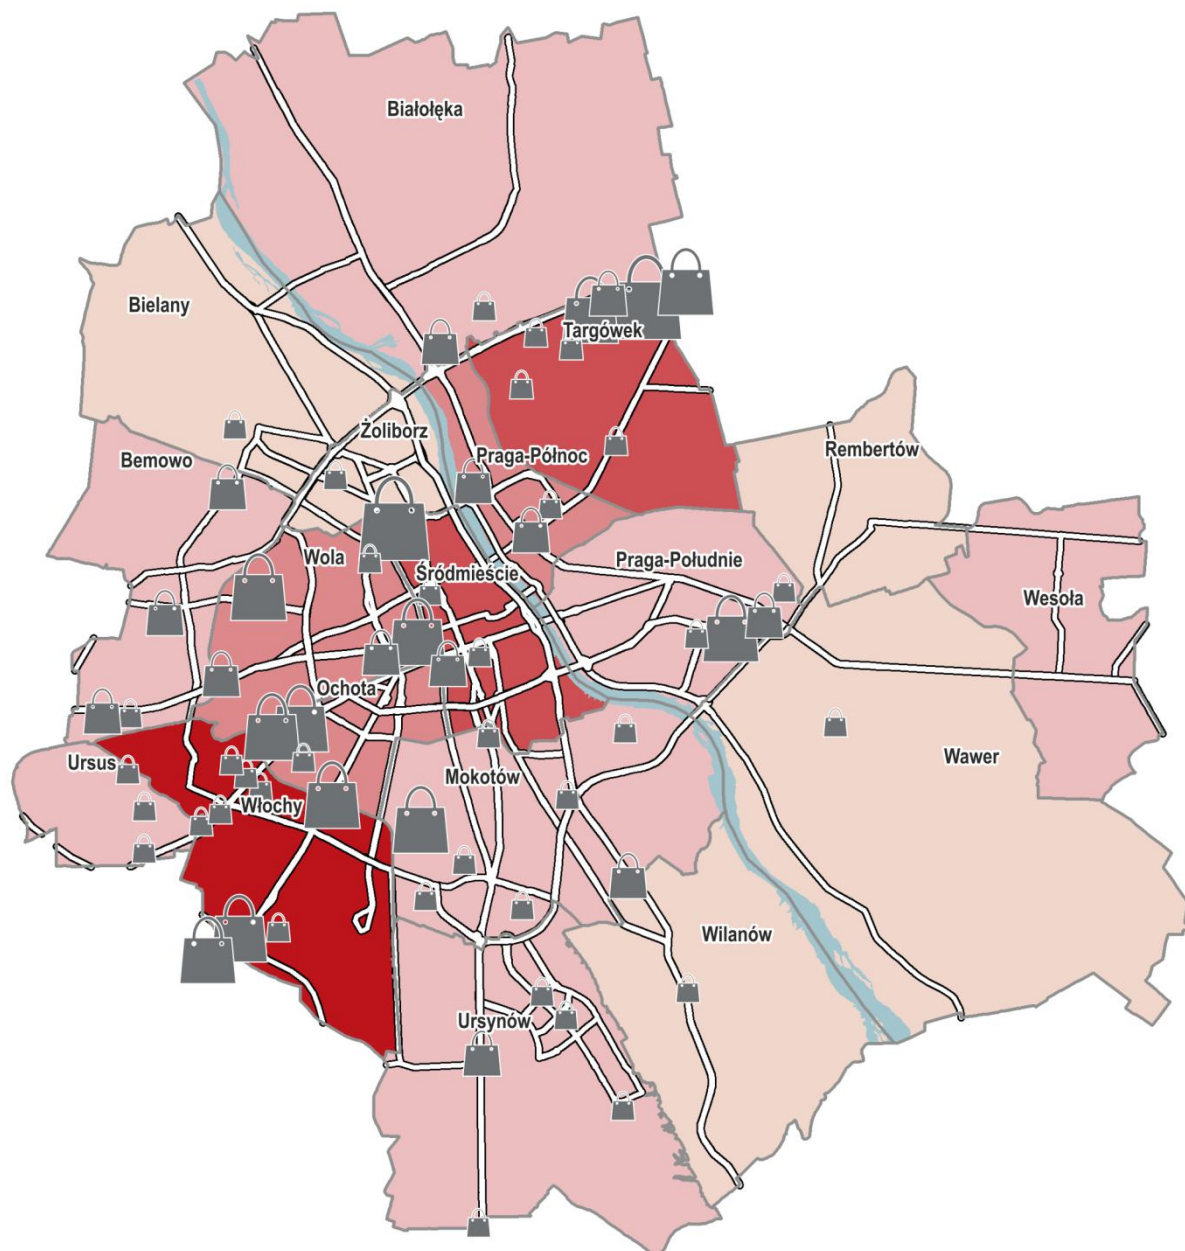 Białołęka
Bielany
Targówek
Żoliborz
Rembertów
Bemowo
Praga-Północ
Wola
Praga-Południe
Śródmieście
Wesoła
Ochota
Ursus
Mokotów
Wawer
Włochy
Wilanów
Ursynów